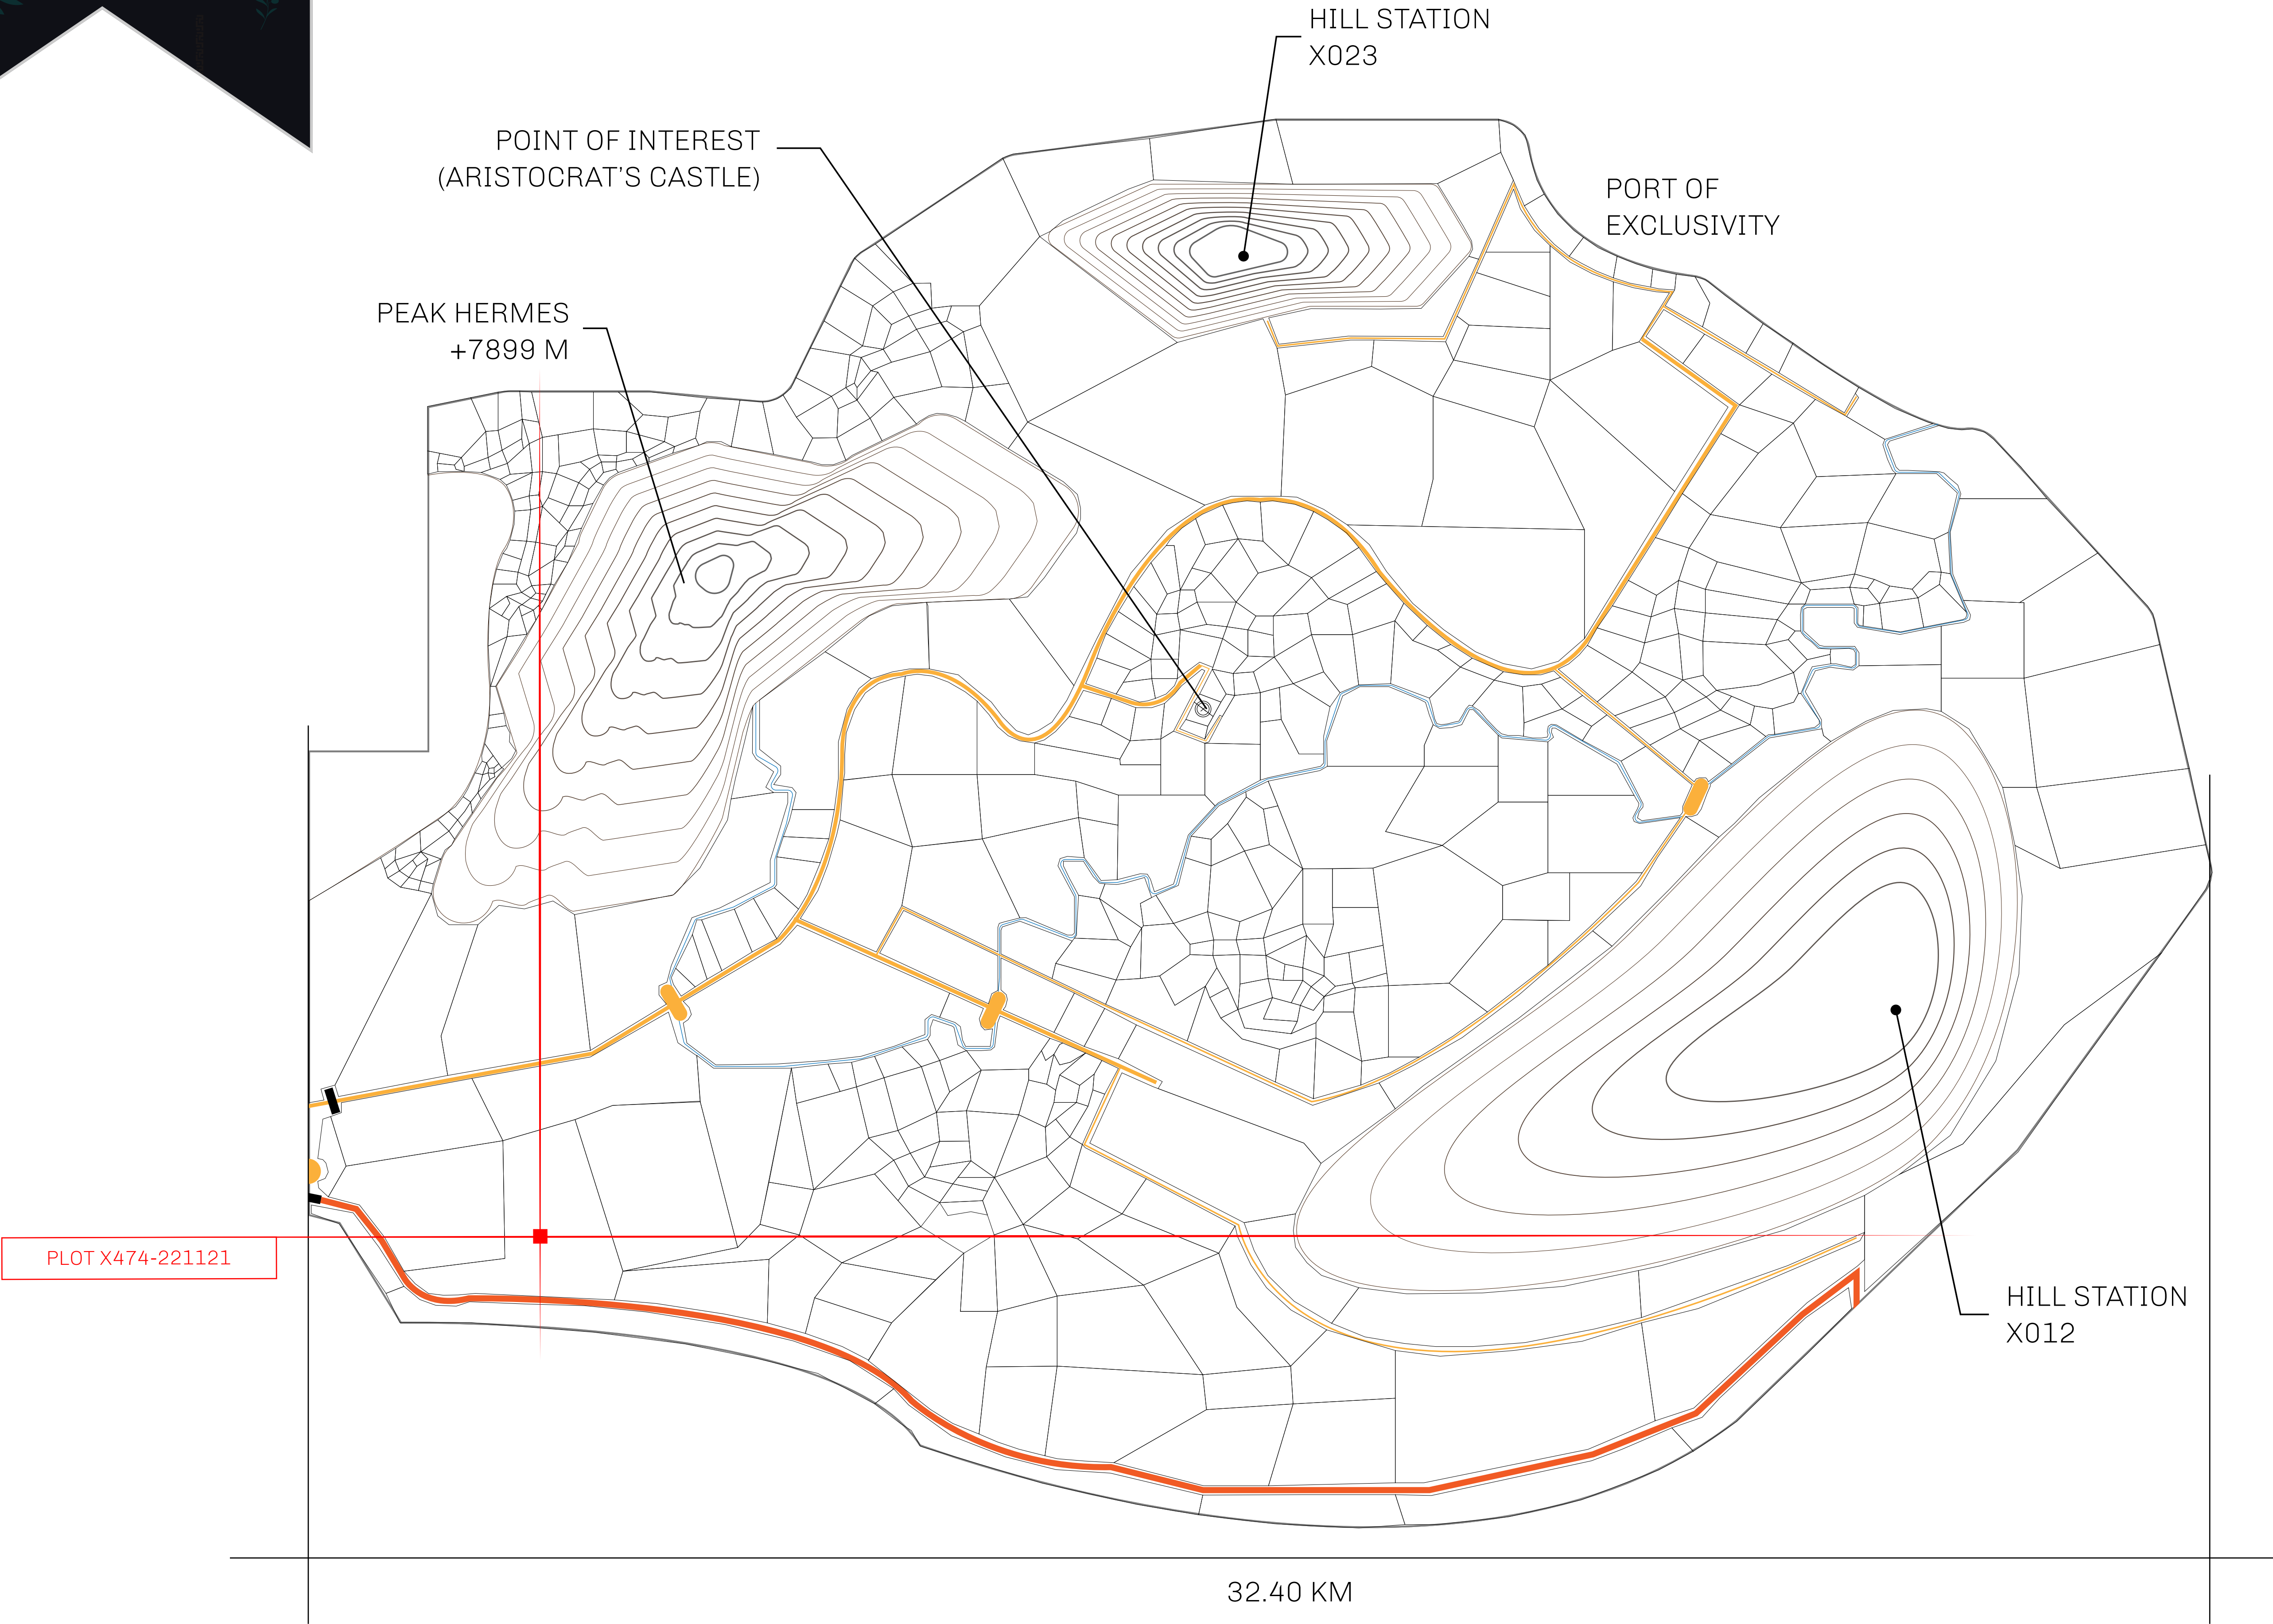 HILL STATION
X023
POINT OF INTEREST
(ARISTOCRAT'S CASTLE)
PORT OF
EXCLUSIVITY
PEAK HERMES
+7899 M
PLOT X474-221121
HILL STATION
X012
32.40 KM